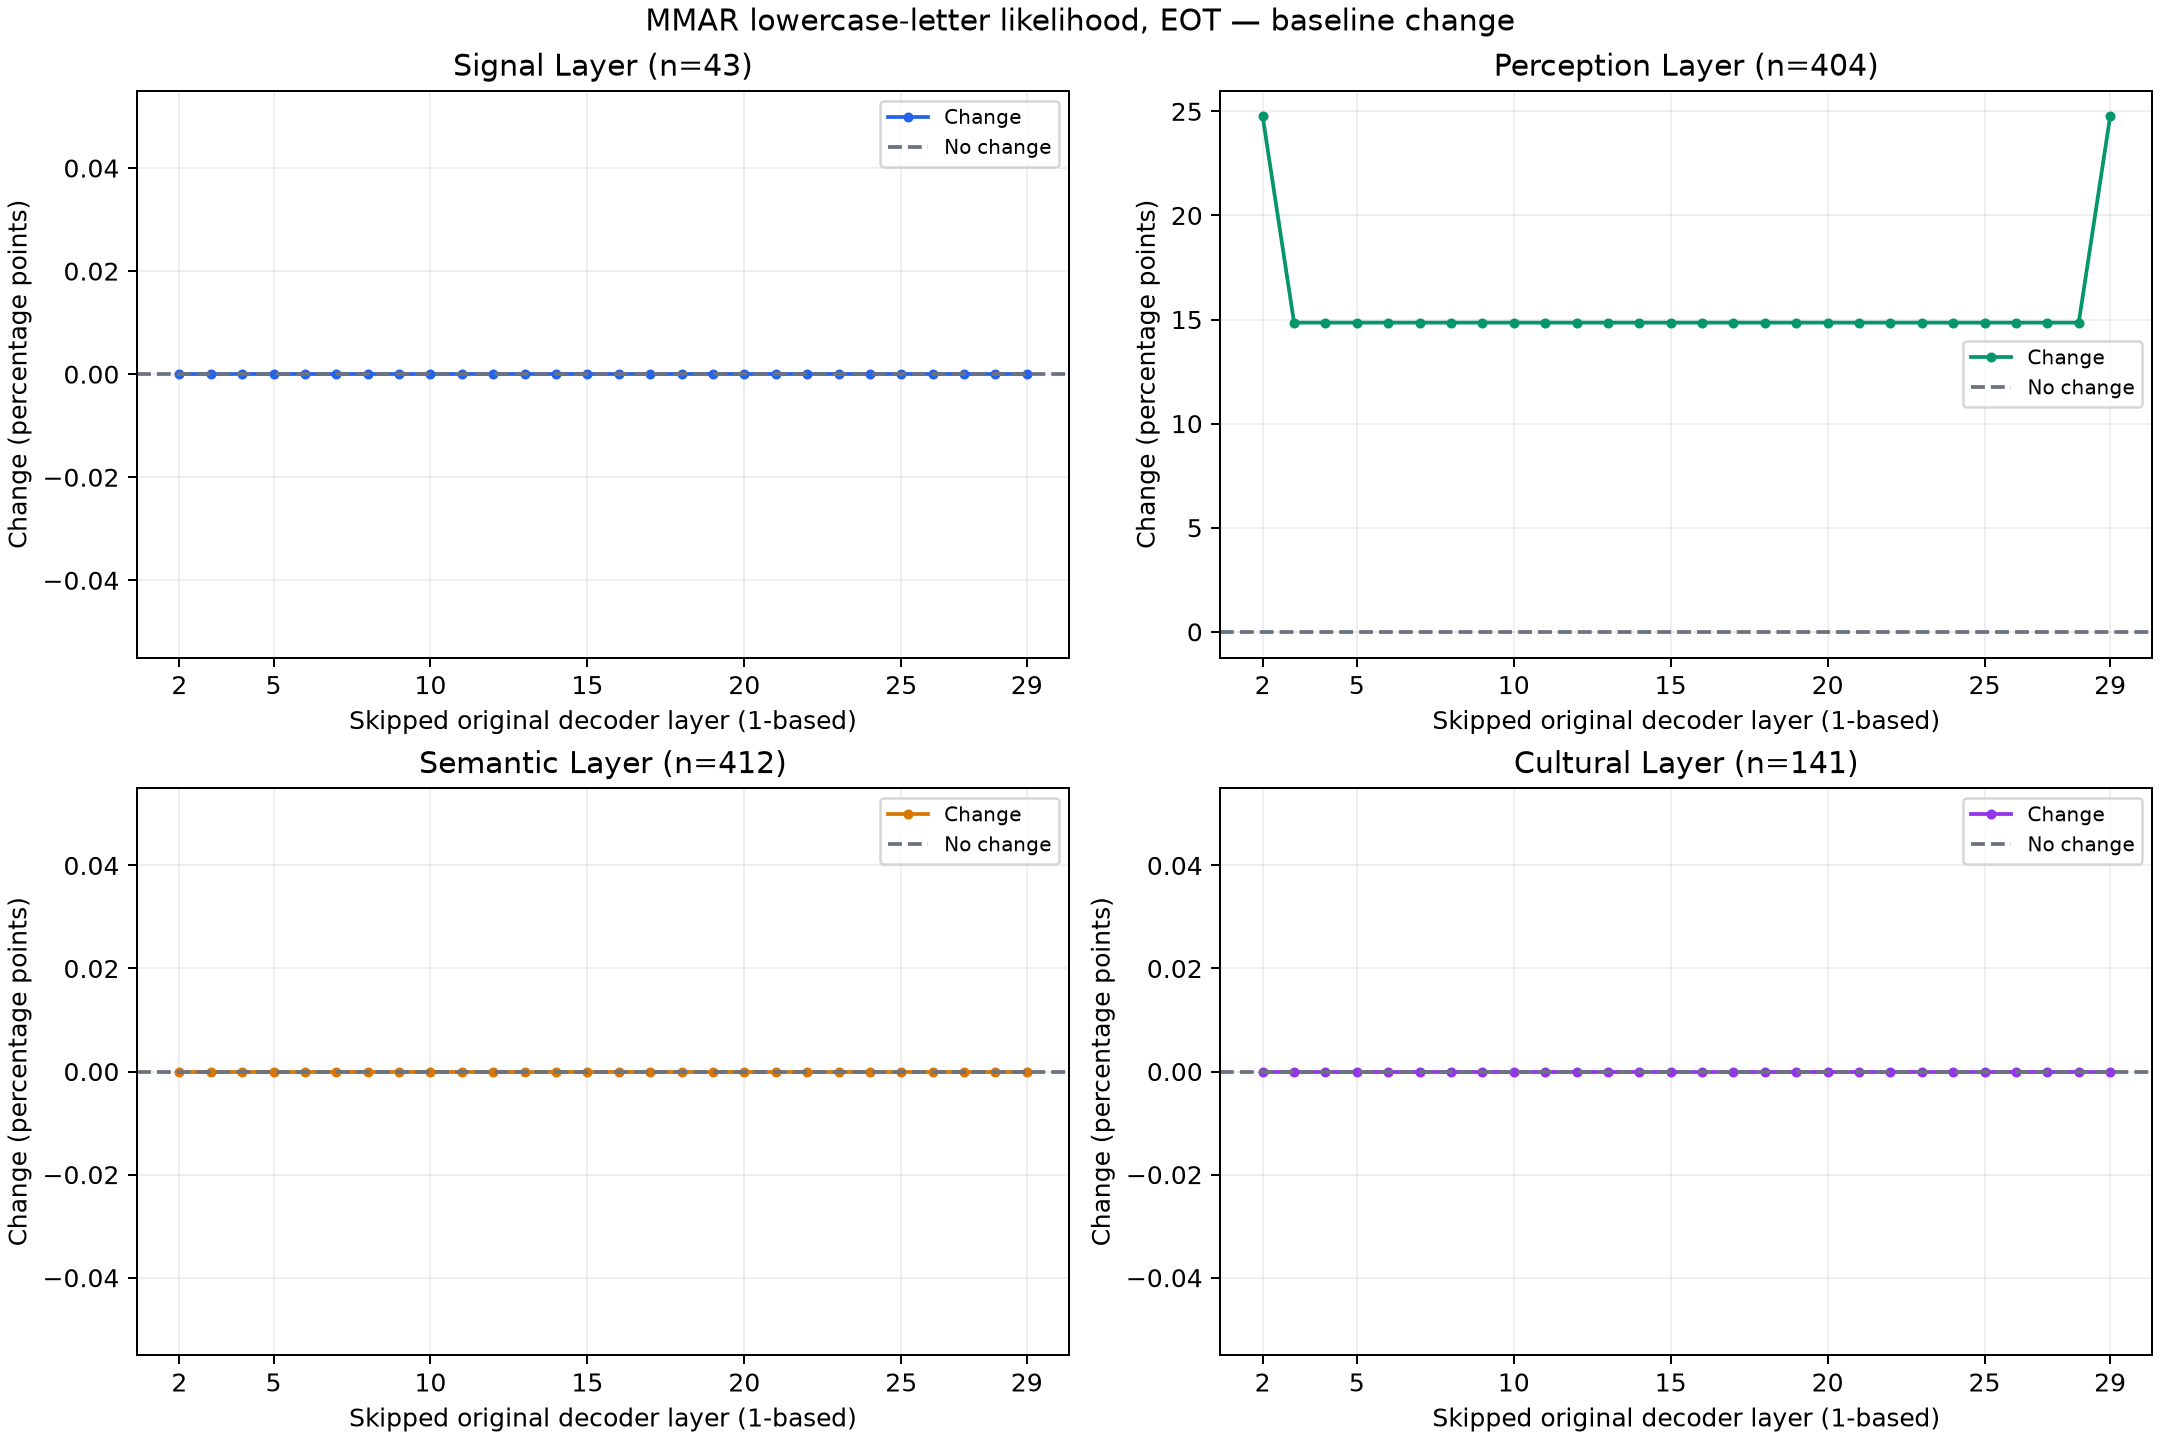 MMAR lowercase-letter likelihood, EOT — baseline change
Signal Layer (n=43)
Change (percentage points)
0.04
0.02
0.00
−0.02
−0.04
Change
No change
2 5 10 15 20 25 29
Skipped original decoder layer (1-based)
Perception Layer (n=404)
Change (percentage points)
25
20
15
10
5
0
Change
No change
2 5 10 15 20 25 29
Skipped original decoder layer (1-based)
Semantic Layer (n=412)
Change (percentage points)
0.04
0.02
0.00
−0.02
−0.04
Change
No change
2 5 10 15 20 25 29
Skipped original decoder layer (1-based)
Cultural Layer (n=141)
Change (percentage points)
0.04
0.02
0.00
−0.02
−0.04
Change
No change
2 5 10 15 20 25 29
Skipped original decoder layer (1-based)